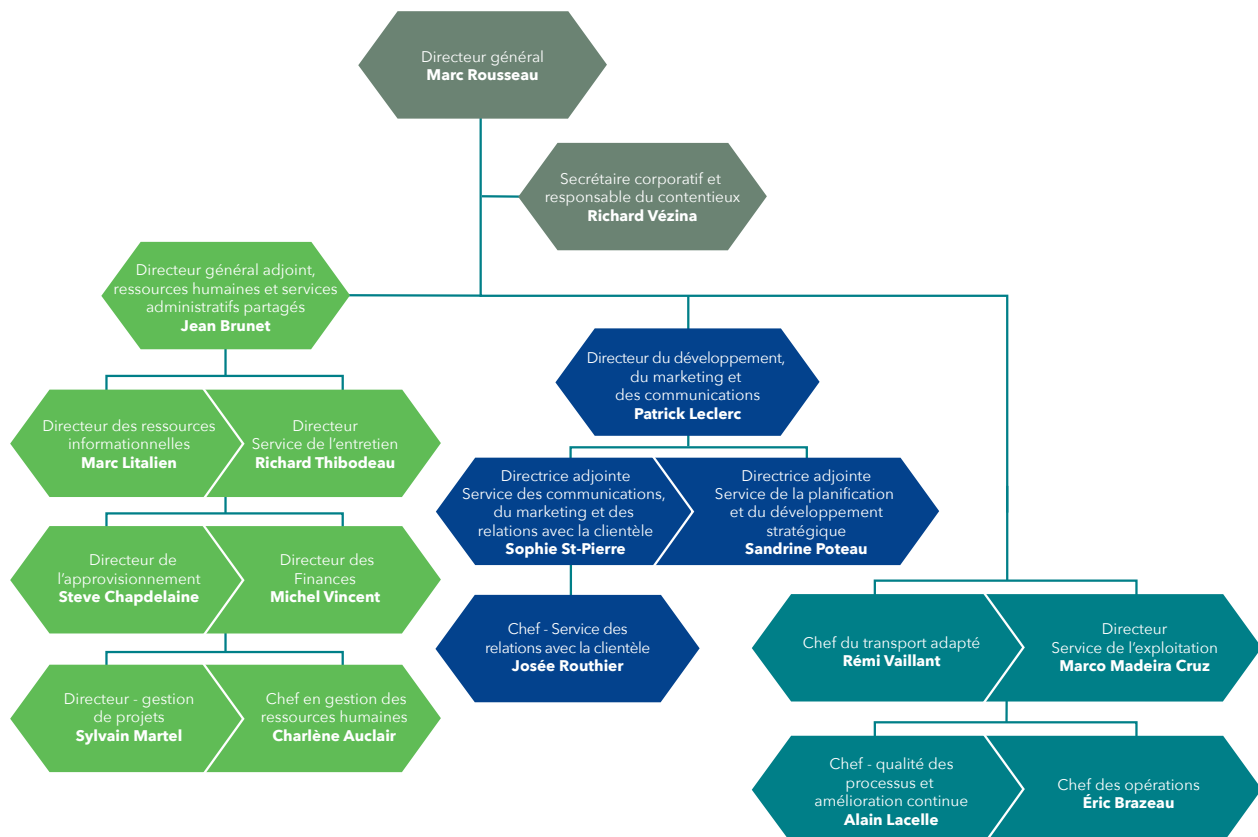 Directeur général
Marc Rousseau
Secrétaire corporatif et
responsable du contentieux
Richard Vézina
Directeur général adjoint,
ressources humaines et services
administratifs partagés
Jean Brunet
Directeur du développement,
du marketing et
des communications
Patrick Leclerc
Directeur des ressources
informationnelles
Marc Litalien
Directeur
Service de l'entretien
Richard Thibodeau
Directrice adjointe
Service des communications,
du marketing et des
relations avec la clientèle
Sophie St-Pierre
Directrice adjointe
Service de la planification
et du développement
stratégique
Sandrine Poteau
Directeur de
l'approvisionnement
Steve Chapdelaine
Directeur des
Finances
Michel Vincent
Chef - Service des
relations avec la clientèle
Josée Routhier
Chef du transport adapté
Rémi Vaillant
Directeur
Service de l'exploitation
Marco Madeira Cruz
Directeur - gestion
de projets
Sylvain Martel
Chef en gestion des
ressources humaines
Charlène Auclair
Chef - qualité des
processus et
amélioration continue
Alain Lacelle
Chef des opérations
Éric Brazeau